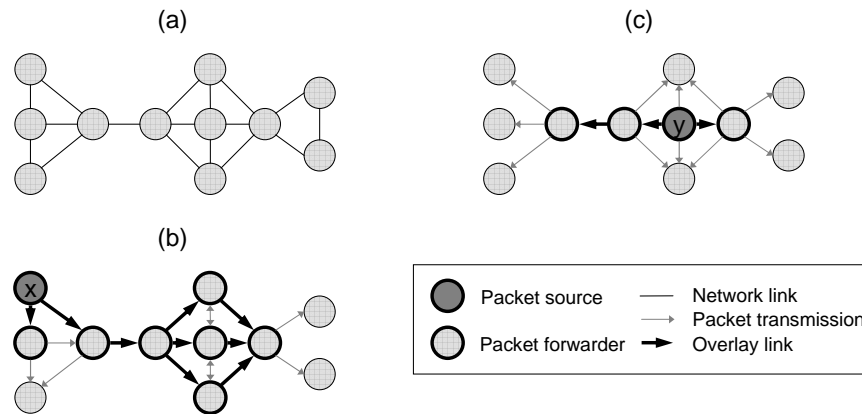 (a)
(c)
y
(b)
x
Packet source
Packet forwarder
Network link
Packet transmission
Overlay link